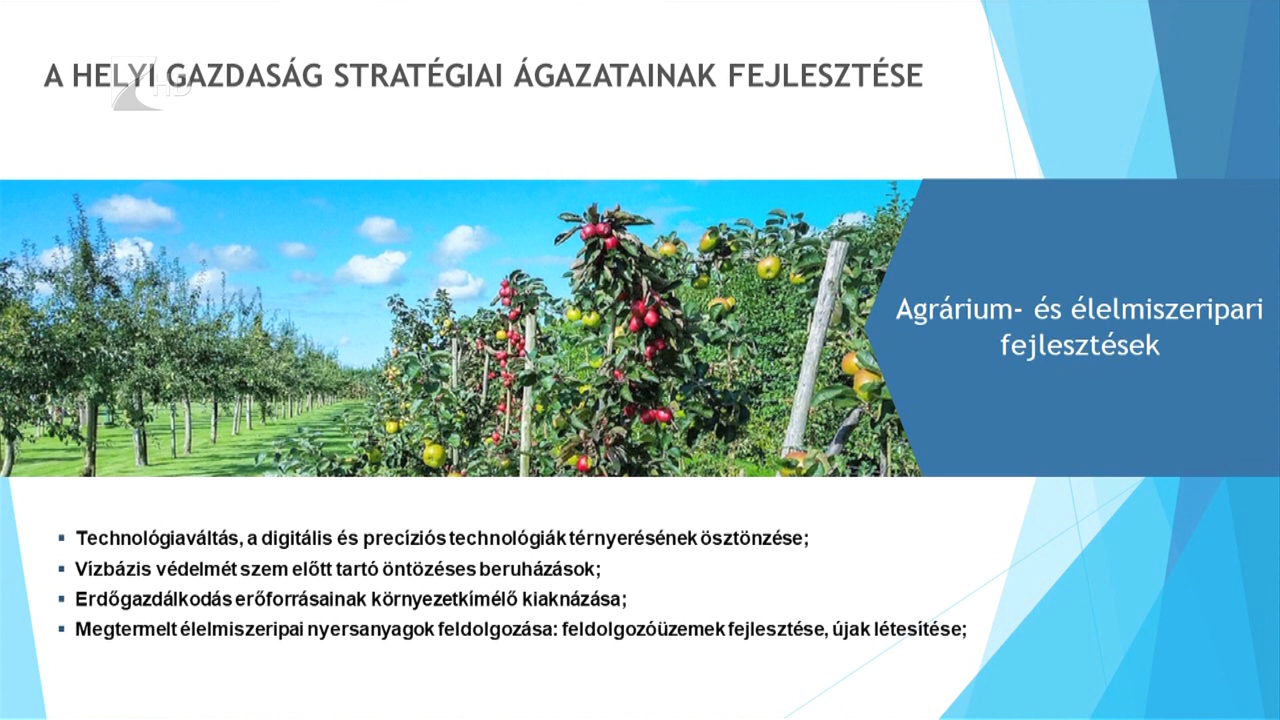 A HELYI GAZDASÁG STRATÉGIAI ÁGAZATAINAK FEJLESZTÉSE
HD
Agrárium- és élelmiszeripari
fejlesztések
▪ Technológiaváltás, a digitális és precíziós technológiák térnyerésének ösztönzése;
▪ Vízbázis védelmét szem előtt tartó öntözéses beruházások;
▪ Erdőgazdálkodás erőforrásainak környezetkímélő kiaknázása;
▪ Megtermelt élelmiszeripai nyersanyagok feldolgozása: feldolgozóüzemek fejlesztése, újak létesítése;